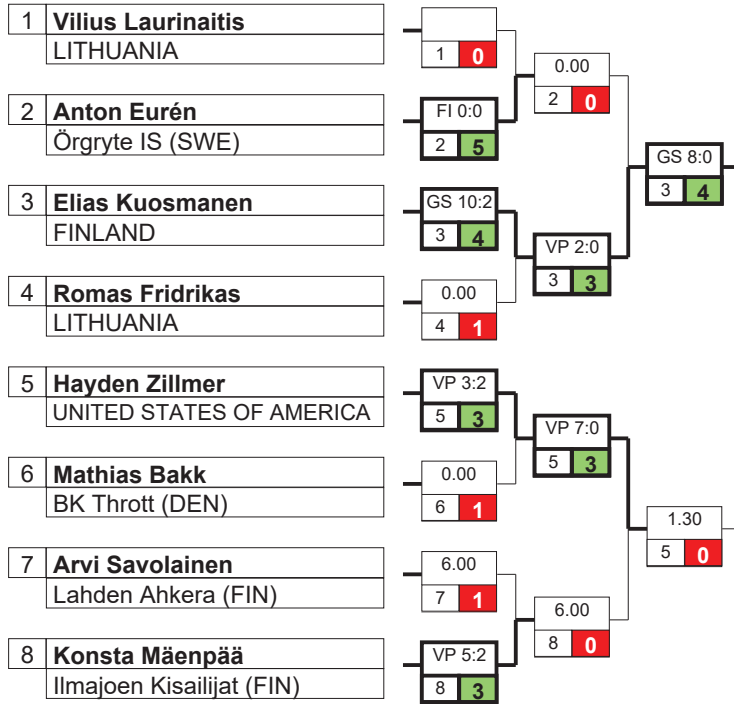 1 Vilius Laurinaitis
LITHUANIA
1 0
0.00
2 0
2 Anton Eurén
Örgryte IS (SWE)
FI 0:0
2 5
GS 8:0
3 4
3 Elias Kuosmanen
FINLAND
GS 10:2
3 4
VP 2:0
3 3
4 Romas Fridrikas
LITHUANIA
0.00
4 1
5 Hayden Zillmer
UNITED STATES OF AMERICA
VP 3:2
5 3
VP 7:0
5 3
6 Mathias Bakk
BK Thrott (DEN)
0.00
6 1
1.30
5 0
7 Arvi Savolainen
Lahden Ahkera (FIN)
6.00
7 1
6.00
8 0
8 Konsta Mäenpää
Ilmajoen Kisailijat (FIN)
VP 5:2
8 3